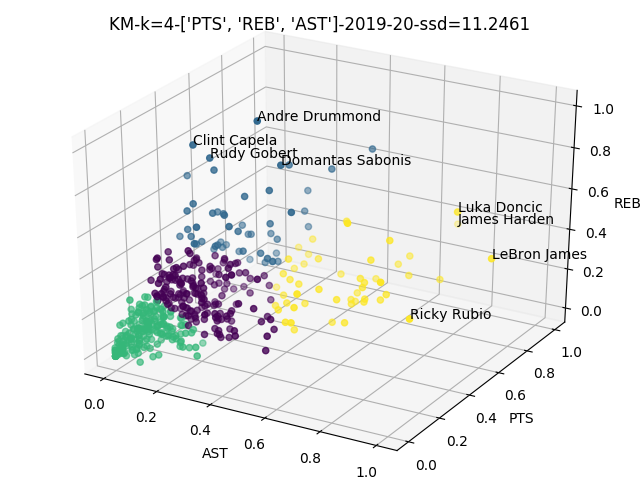 KM-k=4-['PTS', 'REB', 'AST']-2019-20-ssd=11.2461
Andre Drummond
Clint Capela
Rudy Gobert
Domantas Sabonis
Luka Doncic
James Harden
LeBron James
Ricky Rubio
1.0
0.8
0.6
0.4
0.2
0.0
REB
1.0
0.8
0.6
0.4
0.2
0.0
PTS
0.0
0.2
0.4
0.6
0.8
1.0
AST